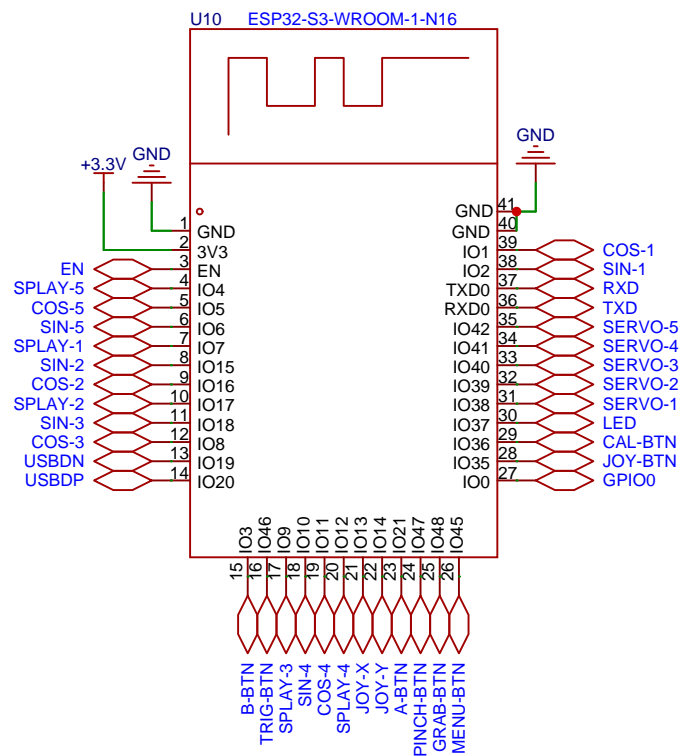 U10 ESP32-S3-WROOM-1-N16
+3.3V GND
GND
1 GND
2 3V3
EN 3 EN
SPLAY-5 4 IO4
COS-5 5 IO5
SIN-5 6 IO6
SPLAY-1 7 IO7
SIN-2 8 IO15
COS-2 9 IO16
SPLAY-2 10 IO17
SIN-3 11 IO18
COS-3 12 IO8
USBDN 13 IO19
USBDP 14 IO20
GND 41
GND 40
IO1 39 COS-1
IO2 38 SIN-1
TXD0 37 RXD
RXD0 36 TXD
IO42 35 SERVO-5
IO41 34 SERVO-4
IO40 33 SERVO-3
IO39 32 SERVO-2
IO38 31 SERVO-1
IO37 30 LED
IO36 29 CAL-BTN
IO35 28 JOY-BTN
IO0 27 GPIO0
IO3 15 B-BTN
IO46 16 TRIG-BTN
IO9 17 SPLAY-3
IO10 18 SIN-4
IO11 19 COS-4
IO12 20 SPLAY-4
IO13 21 JOY-X
IO14 22 JOY-Y
IO21 23 A-BTN
IO47 24 PINCH-BTN
IO48 25 GRAB-BTN
IO45 26 MENU-BTN